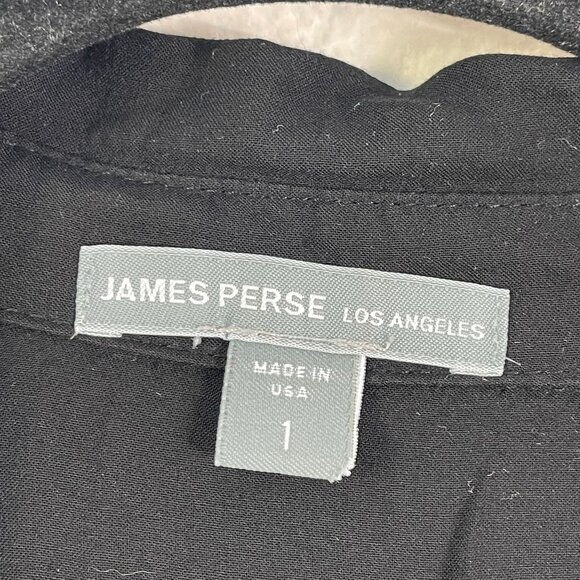 JAMES PERSE LOS ANGELES
MADE IN
USA
1